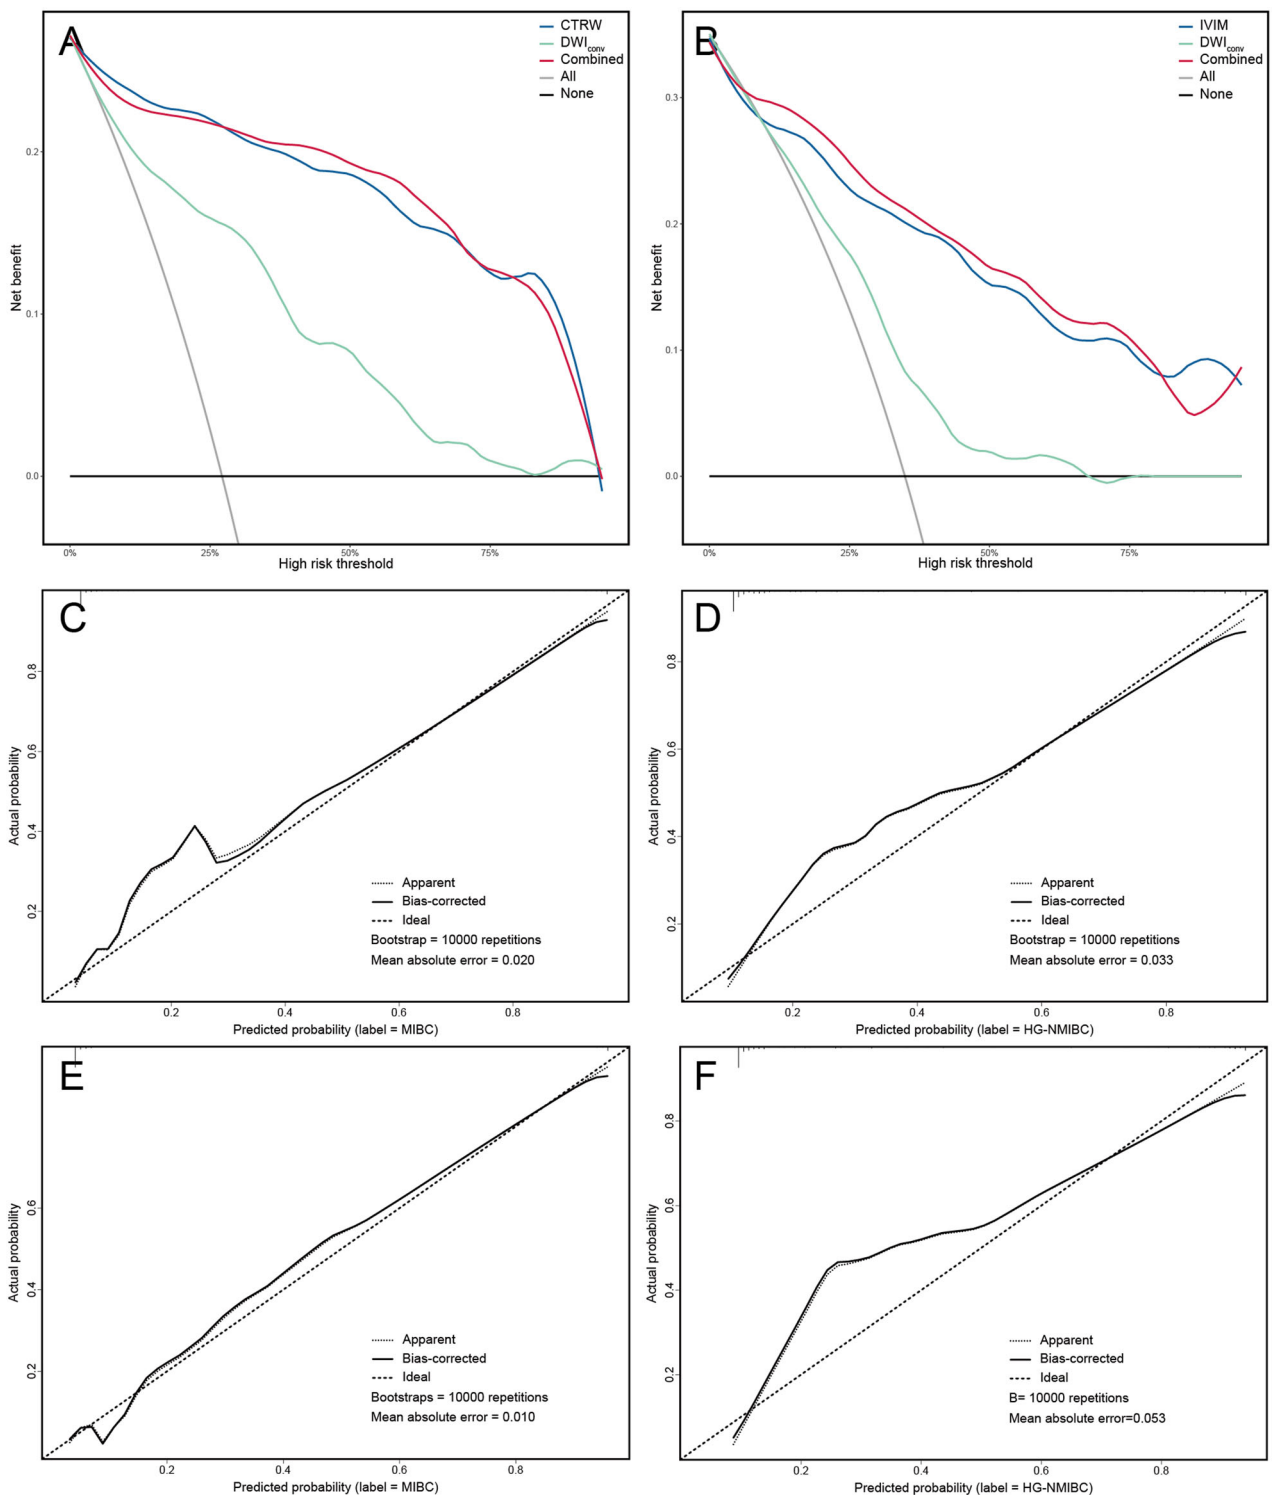 A
CTRW
DWIconv
Combined
All
None
Net benefit
0.2
0.1
0.0
0%
25%
50%
75%
High risk threshold
B
IVIM
DWIconv
Combined
All
None
Net benefit
0.3
0.2
0.1
0.0
0%
25%
50%
75%
High risk threshold
C
Actual probability
0.8
0.6
0.4
0.2
Apparent
Bias-corrected
Ideal
Bootstrap = 10000 repetitions
Mean absolute error = 0.020
0.2
0.4
0.6
0.8
Predicted probability (label = MIBC)
D
Actual probability
0.8
0.6
0.4
0.2
Apparent
Bias-corrected
Ideal
Bootstrap = 10000 repetitions
Mean absolute error = 0.033
0.2
0.4
0.6
0.8
Predicted probability (label = HG-NMIBC)
E
Actual probability
0.6
0.4
0.2
Apparent
Bias-corrected
Ideal
Bootstraps = 10000 repetitions
Mean absolute error = 0.010
0.2
0.4
0.6
0.8
Predicted probability (label = MIBC)
F
Actual probability
0.8
0.6
0.4
0.2
Apparent
Bias-corrected
Ideal
B= 10000 repetitions
Mean absolute error=0.053
0.2
0.4
0.6
0.8
Predicted probability (label = HG-NMIBC)